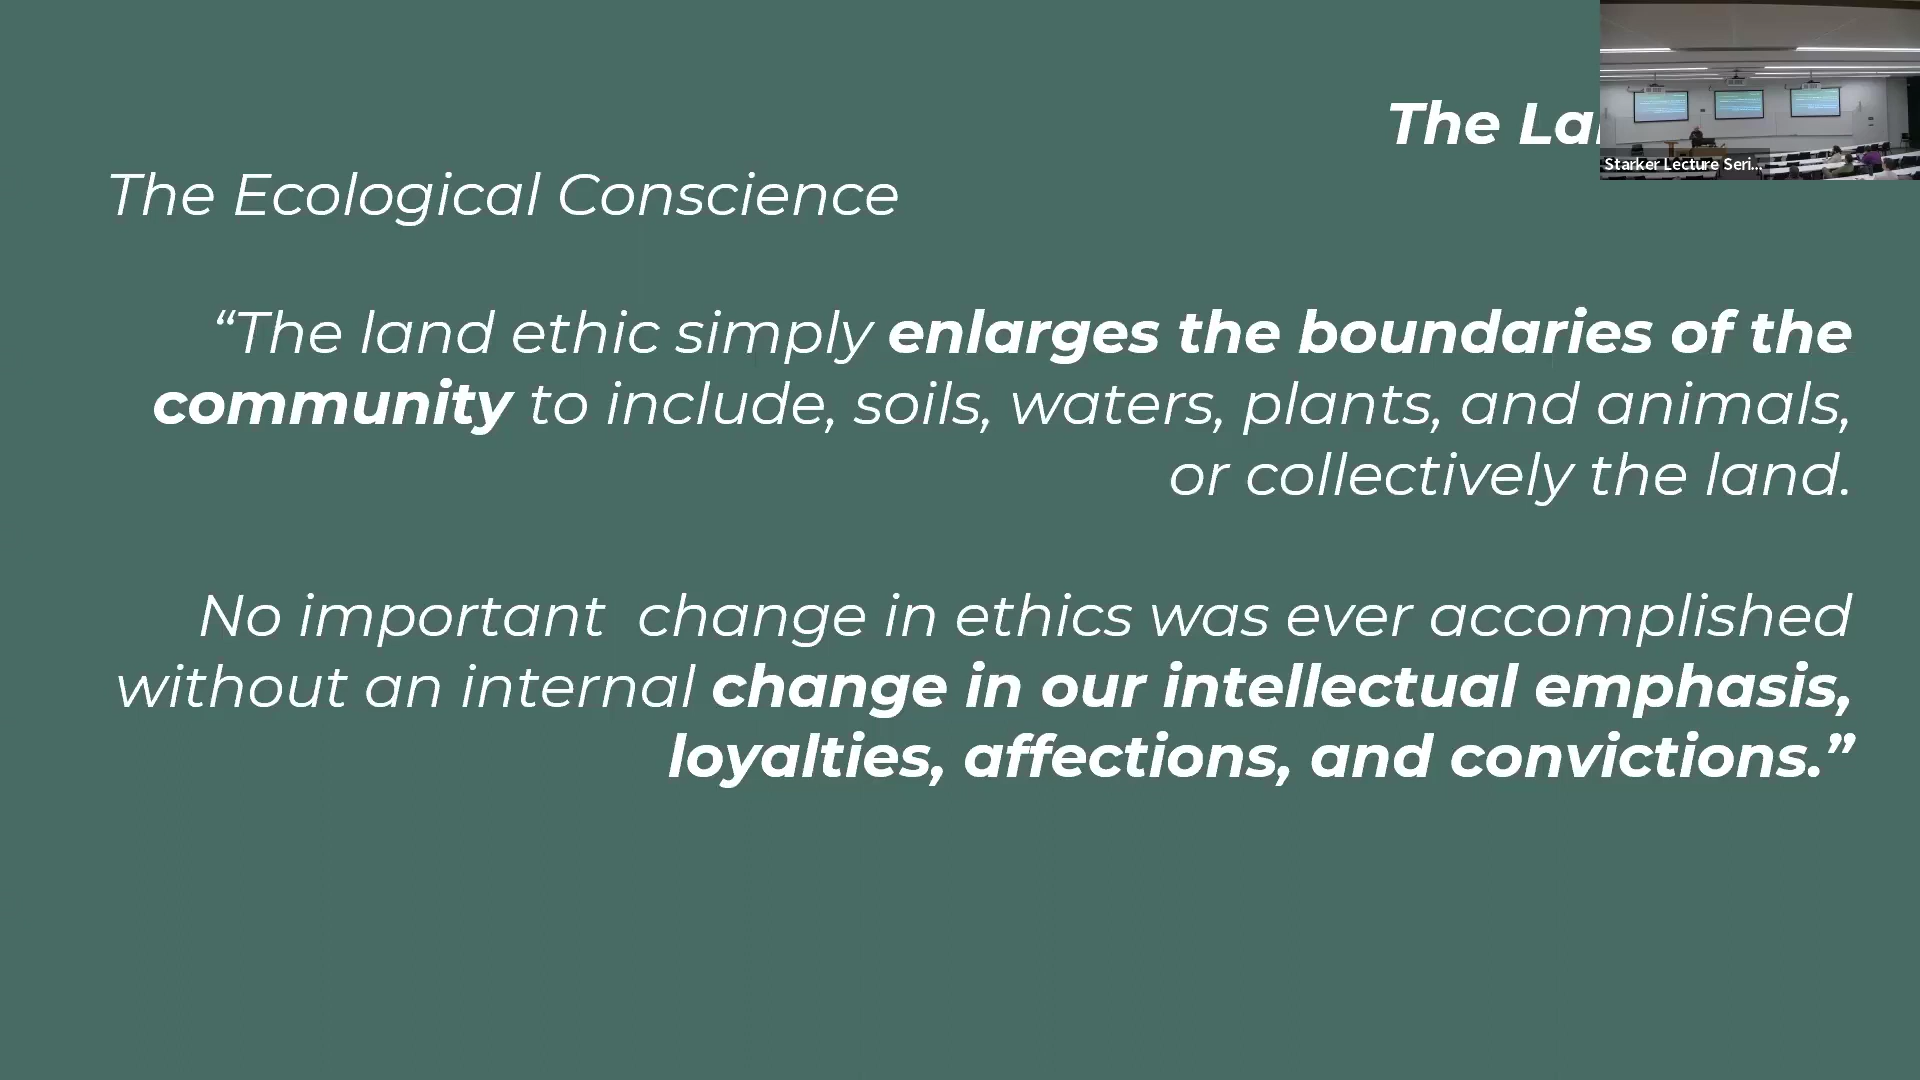 The La
Starker Lecture Seri...
The Ecological Conscience
“The land ethic simply enlarges the boundaries of the
community to include, soils, waters, plants, and animals,
or collectively the land.
No important  change in ethics was ever accomplished
without an internal change in our intellectual emphasis,
loyalties, affections, and convictions.”